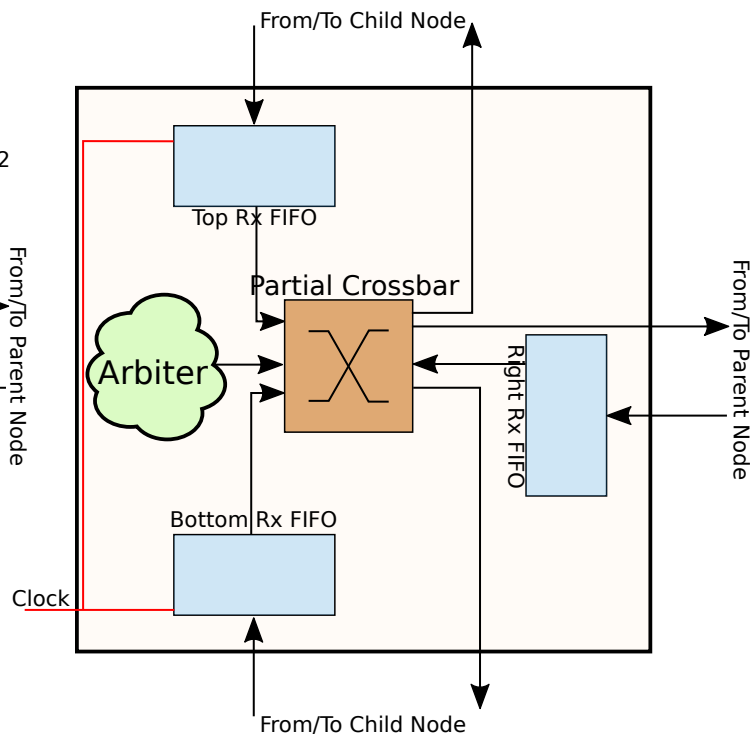 From/To Child Node
2
Top Rx FIFO
From/To Parent Node
Partial Crossbar
From/To Parent Node
Arbiter
Right Rx FIFO
Bottom Rx FIFO
Clock
From/To Child Node